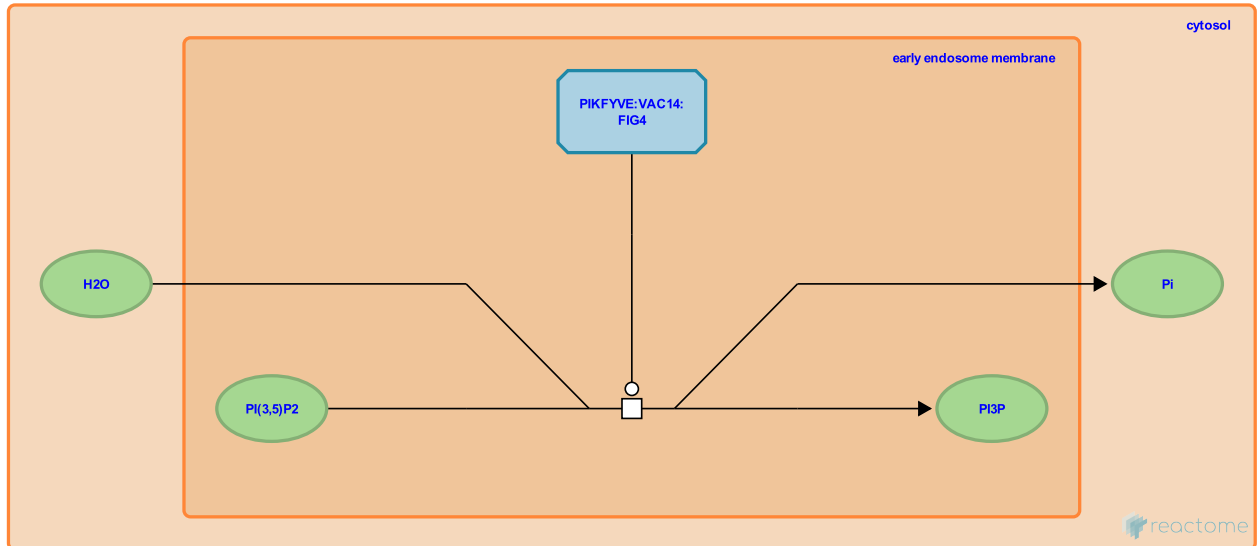 cytosol
early endosome membrane
PIKFYVE:VAC14:
FIG4
H2O
Pi
PI(3,5)P2
PI3P
reactome